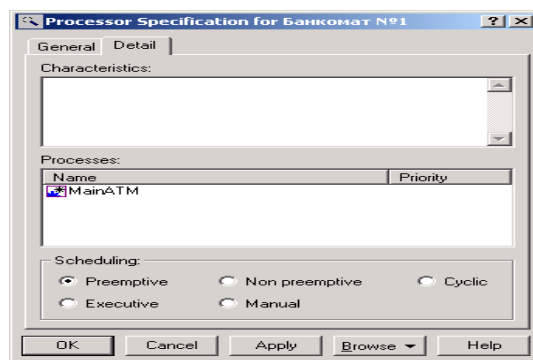 Processor Specification for Банкомат №1
General Detail
Characteristics:
Processes:
Name Priority
MainATM
Scheduling:
Preemptive Non preemptive Cyclic
Executive Manual
OK Cancel Apply Browse Help